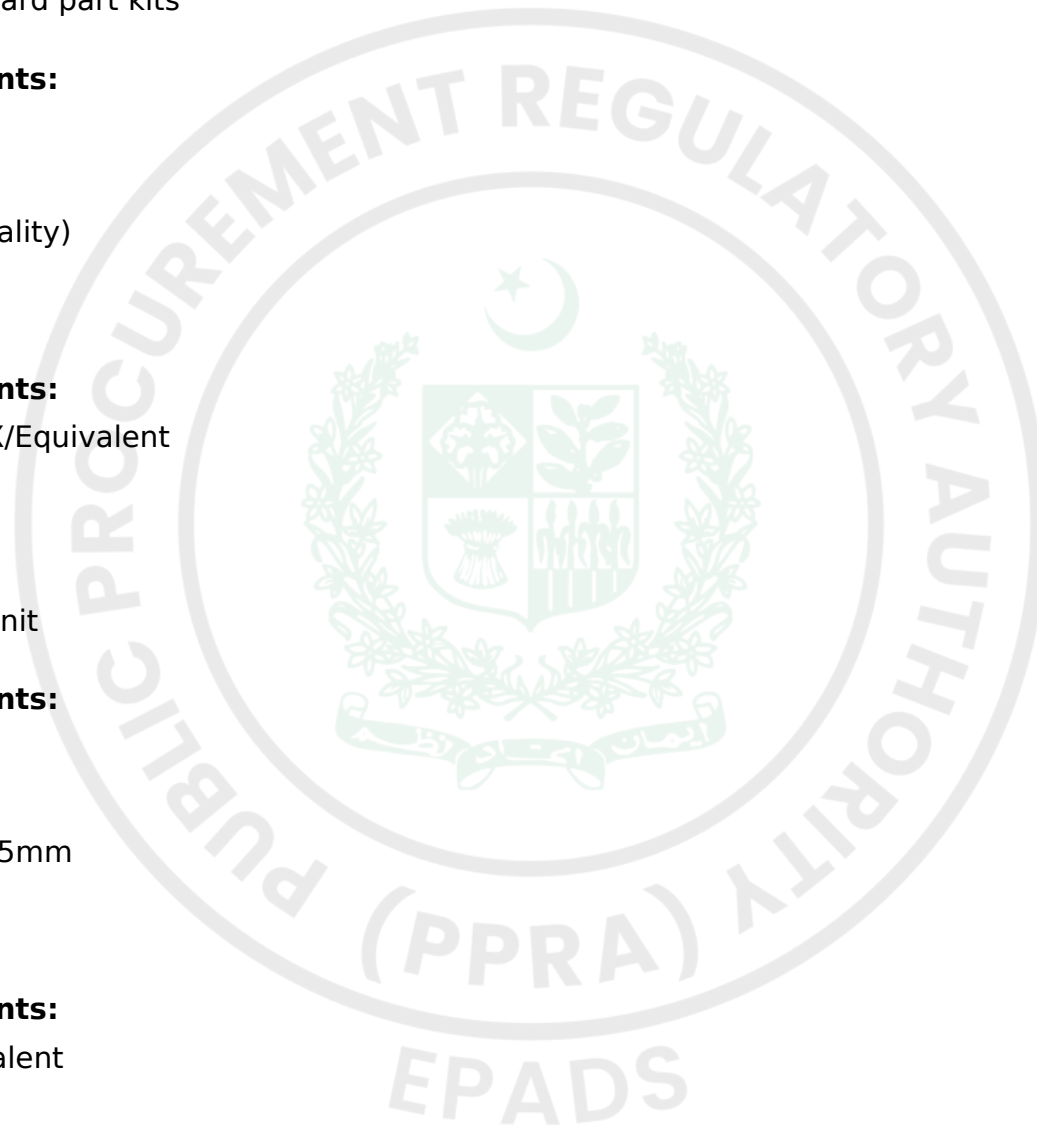 ard part kits
nts:
ality)
nts:
X/Equivalent
nit
nts:
5mm
nts:
alent
PUBLIC PROCUREMENT REGULATORY AUTHORITY
(PPRA)
EPADS